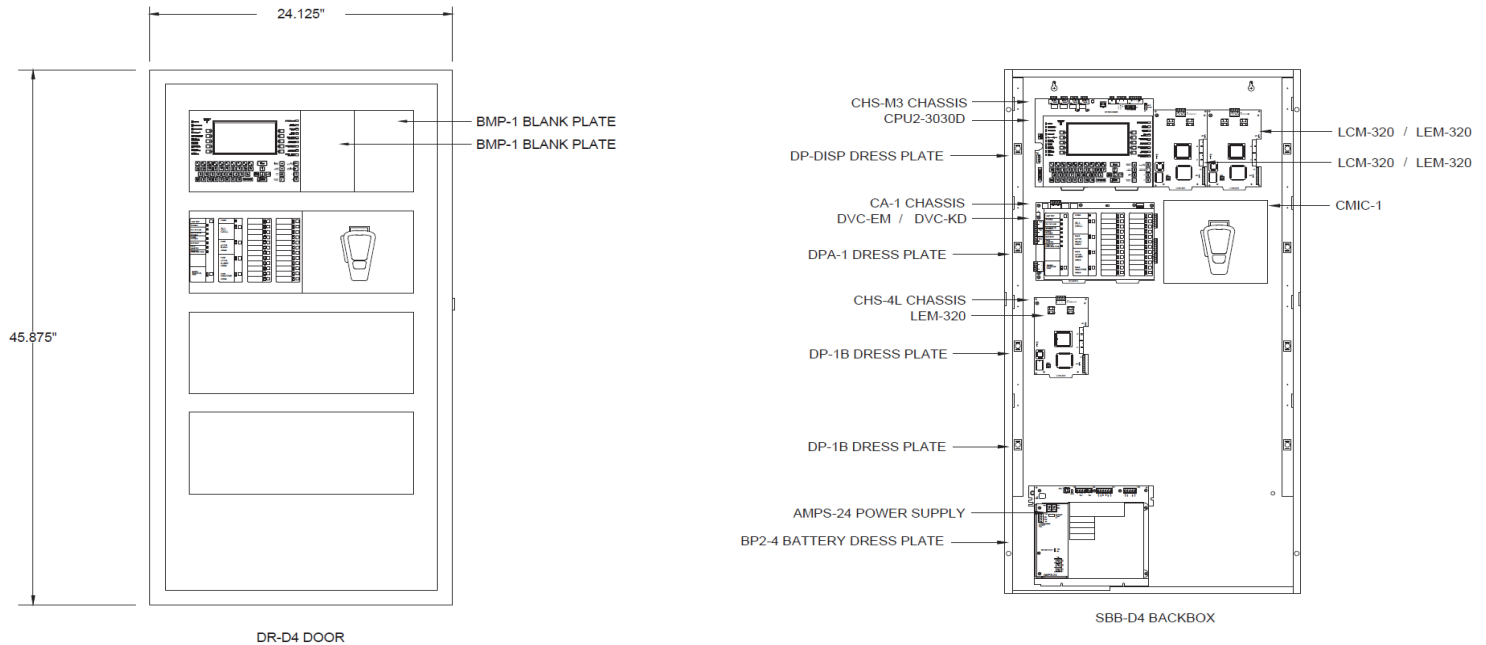 24.125"
45.875"
BMP-1 BLANK PLATE
BMP-1 BLANK PLATE
DR-D4 DOOR
CHS-M3 CHASSIS
CPU2-3030D
DP-DISP DRESS PLATE
CA-1 CHASSIS
DVC-EM / DVC-KD
DPA-1 DRESS PLATE
CHS-4L CHASSIS
LEM-320
DP-1B DRESS PLATE
DP-1B DRESS PLATE
AMPS-24 POWER SUPPLY
BP2-4 BATTERY DRESS PLATE
LCM-320 / LEM-320
LCM-320 / LEM-320
CMIC-1
SBB-D4 BACKBOX